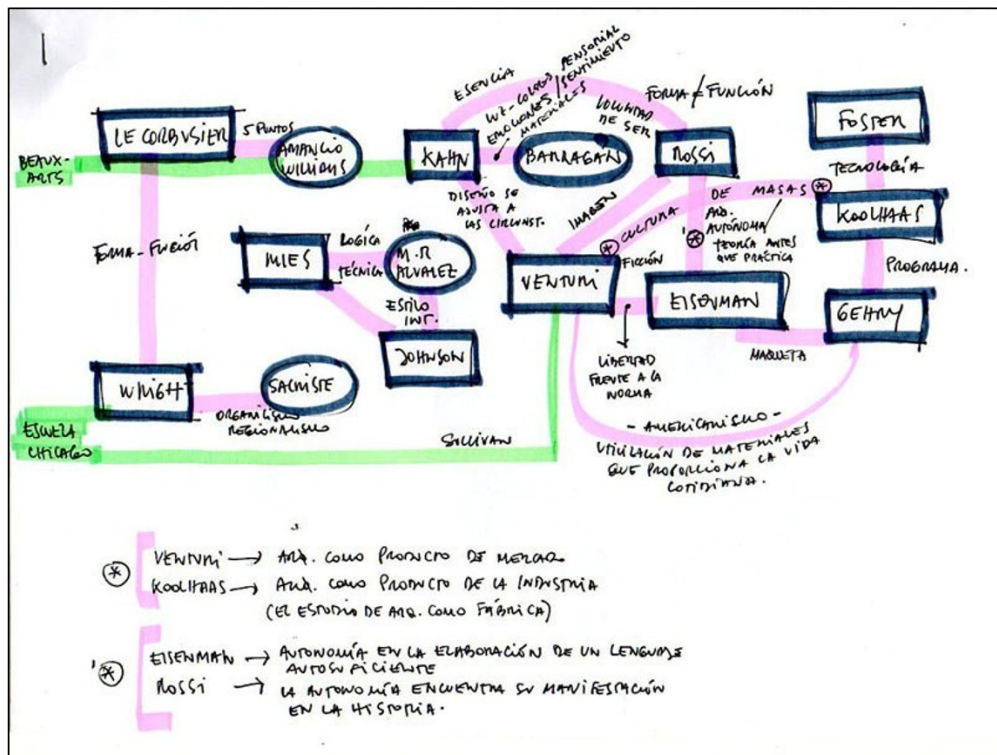 1
LE CORBUSIER
5 PUNTOS
AMANCIO
WILLIAMS
BEAUX-
ARTS
FORMA-FUNCIÓN
KAHN
ESENCIA
LUZ-COLORES
EMOCIONES/
MATERIALES
SENSORIAL
SENTIMIENTO
BARRAGAN
VOLUNTAD
DE SER
FORMA ≠ FUNCIÓN
ROSSI
FOSTER
TECNOLOGÍA
KOOLHAAS
PROGRAMA.
GEHRY
MIES
LOGICA
TÉCNICA
M.R
ALVAREZ
ESTILO
INT.
JOHNSON
DISEÑO SE
AJUSTA A
LAS CIRCUNST.
IMAGEN
* CULTURA DE MASAS *
FICCIÓN
VENTURI
'*
ARQ.
AUTÓNOMA
TEORÍA ANTES
QUE PRÁCTICA
EISENMAN
MAQUETA
LIBERTAD
FRENTE A LA
NORMA
WRIGHT
SACRISTE
ORGANICISMO
REGIONALISMO
ESCUELA
CHICAGO
SULLIVAN
- AMERICANISMO -
UTILIZACIÓN DE MATERIALES
QUE PROPORCIONA LA VIDA
COTIDIANA.
* VENTURI → ARQ. COMO PRODUCTO DE MERCADO
KOOLHAAS → ARQ. COMO PRODUCTO DE LA INDUSTRIA
(EL ESTUDIO DE ARQ. COMO FÁBRICA)
'* EISENMAN → AUTONOMÍA EN LA ELABORACIÓN DE UN LENGUAJE
AUTOSUFICIENTE
ROSSI → LA AUTONOMÍA ENCUENTRA SU MANIFESTACIÓN
EN LA HISTORIA.